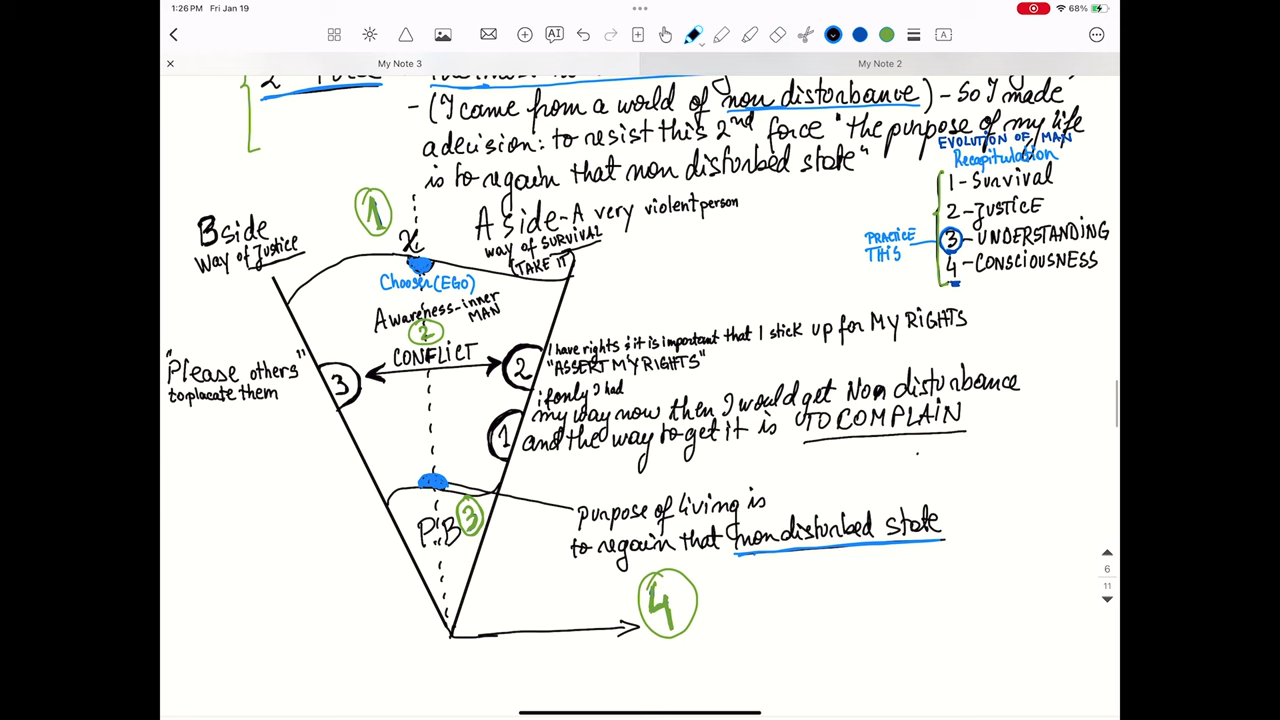 1:26 PM Fri Jan 19
68%
My Note 3
My Note 2
- (I came from a world of non disturbance) - So I made
a decision: to resist this 2nd force "the purpose of my life
is to regain that non disturbed state"
EVOLUTION OF MAN
Recapitulation
1 - Survival
2 - JUSTICE
3 - UNDERSTANDING
4 - CONSCIOUSNESS
PRACTICE
THIS
1
B side
Way of Justice
X
A side - A very violent person
way of SURVIVAL
(TAKE IT)
Chooser (EGO)
Awareness - inner
MAN
2
CONFLICT
"Please others"
to placate them
3
2
I have rights & it is important that I stick up for MY RIGHTS
"ASSERT MY RIGHTS"
if only I had
my way now then I would get Non disturbance
1
and the way to get it is TO COMPLAIN
P.B
3
purpose of living is
to regain that non disturbed state
4
6
11